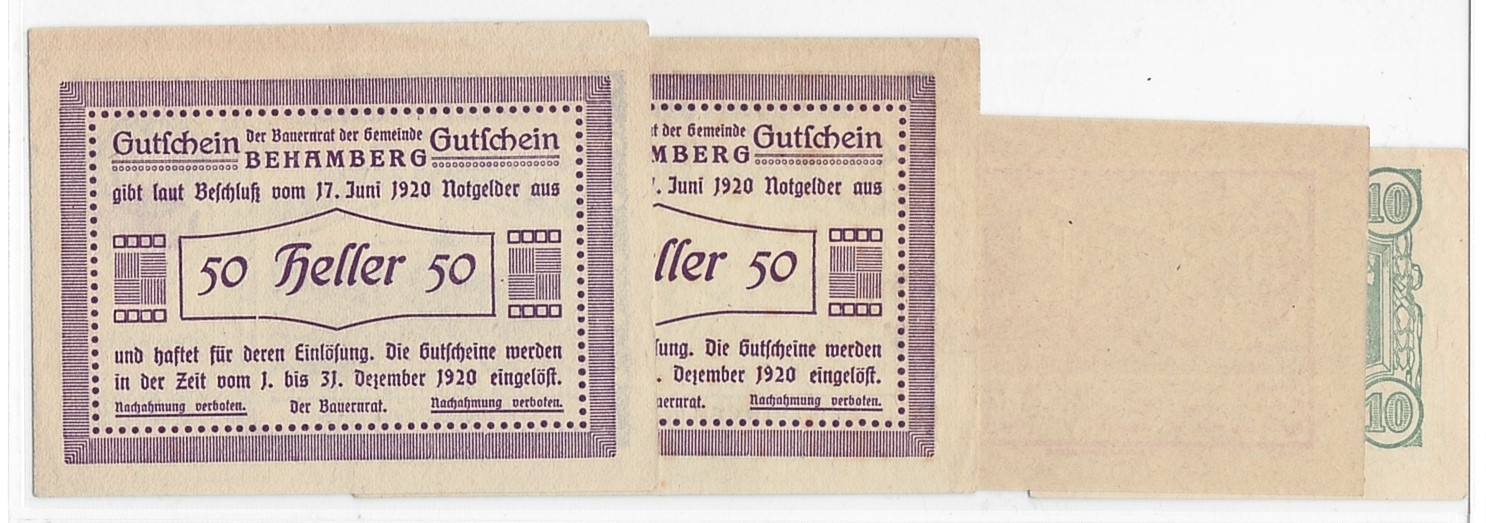 Gutschein Der Bauernrat der Gemeinde Gutschein
BEHAMBERG
gibt laut Beschluß vom 17. Juni 1920 Notgelder aus
50 Heller 50
und haftet für deren Einlösung. Die Gutscheine werden
in der Zeit vom 1. bis 31. Dezember 1920 eingelöst.
Nachahmung verboten. Der Bauernrat. Nachahmung verboten.
t der Gemeinde Gutschein
MBERG
. Juni 1920 Notgelder aus
ller 50
sung. Die Gutscheine werden
. Dezember 1920 eingelöst.
uernrat. Nachahmung verboten.
10
10